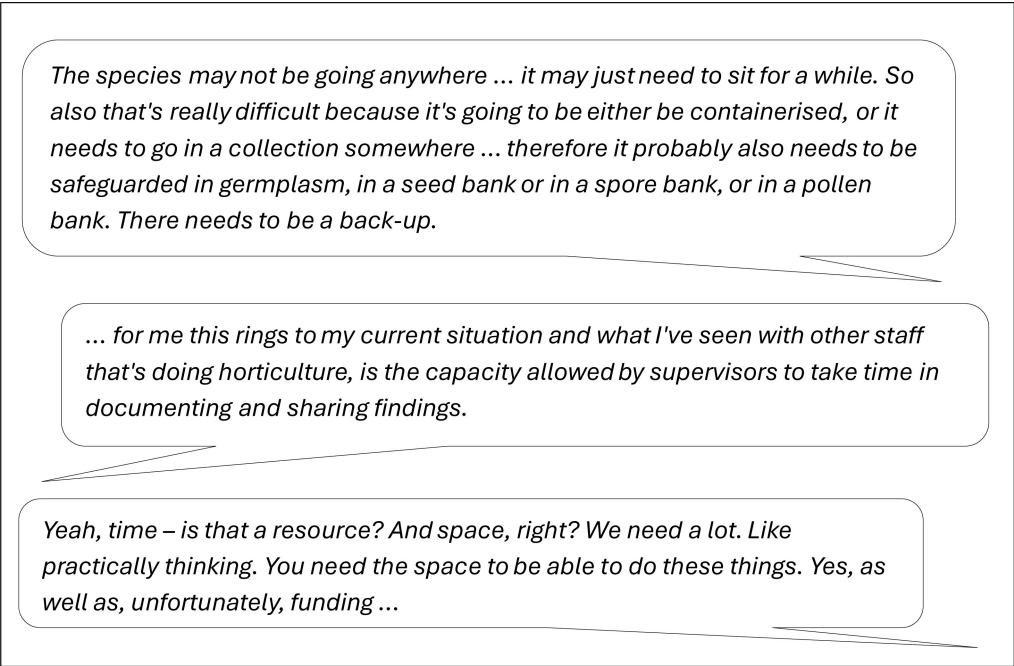 The species may not be going anywhere ... it may just need to sit for a while. So
also that's really difficult because it's going to be either be containerised, or it
needs to go in a collection somewhere ... therefore it probably also needs to be
safeguarded in germplasm, in a seed bank or in a spore bank, or in a pollen
bank. There needs to be a back-up.
... for me this rings to my current situation and what I've seen with other staff
that's doing horticulture, is the capacity allowed by supervisors to take time in
documenting and sharing findings.
Yeah, time – is that a resource? And space, right? We need a lot. Like
practically thinking. You need the space to be able to do these things. Yes, as
well as, unfortunately, funding ...